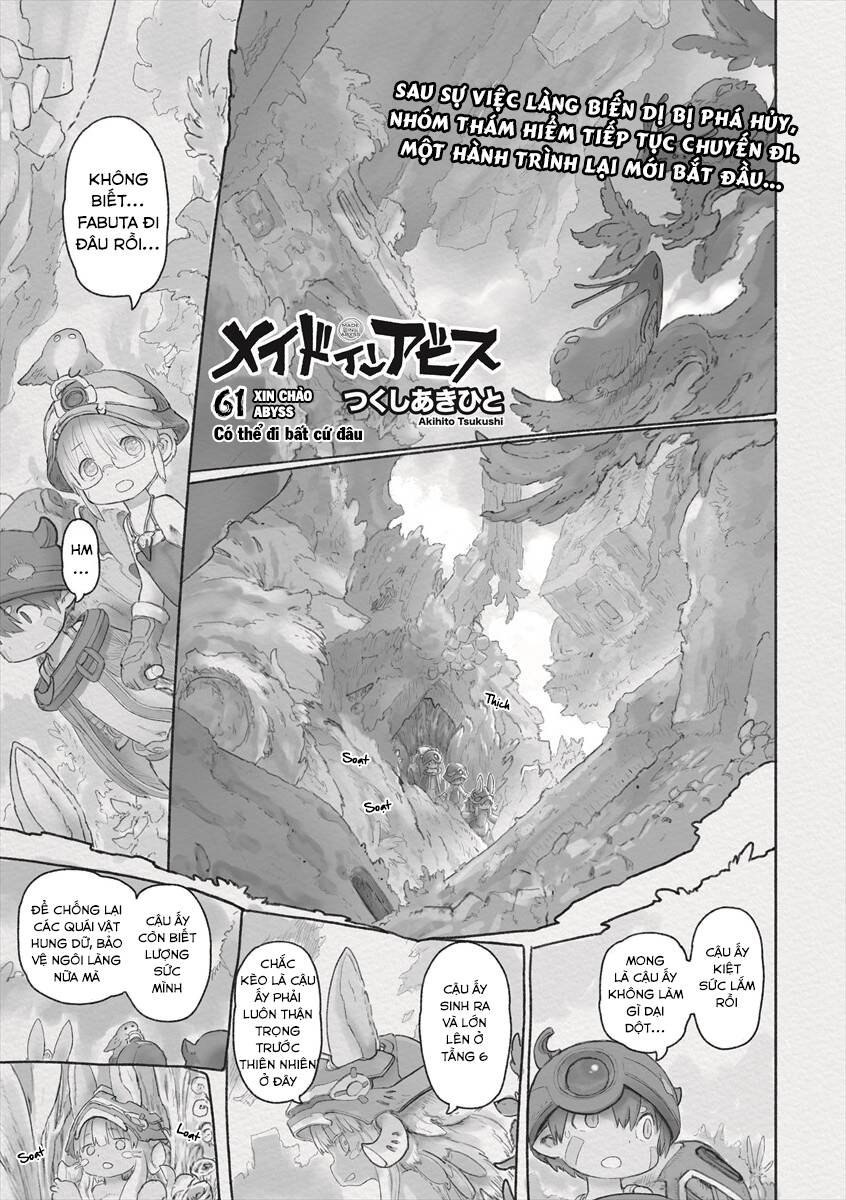 SAU SỰ VIỆC LÀNG BIẾN DỊ BỊ PHÁ HỦY,
NHÓM THÁM HIỂM TIẾP TỤC CHUYẾN ĐI.
MỘT HÀNH TRÌNH LẠI MỚI BẮT ĐẦU...
メイドインアビス
MADE
IN
ABYSS
61 XIN CHÀO
ABYSS
つくしあきひと
Akihito Tsukushi
Có thể đi bất cứ đâu
KHÔNG
BIẾT...
FABUTA ĐI
ĐÂU RỒI...
HM
...
Thịch
Soạt
Soạt
CẬU ẤY
KIỆT
SỨC LẮM
RỒI
MONG
LÀ CẬU ẤY
KHÔNG LÀM
GÌ DẠI
DỘT...
CẬU ẤY
SINH RA
VÀ LỚN
LÊN Ở
TẦNG 6
CHẮC
KÈO LÀ CẬU
ẤY PHẢI
LUÔN THẬN
TRỌNG
TRƯỚC
THIÊN NHIÊN
Ở ĐÂY
CẬU ẤY
CÒN BIẾT
LƯỢNG
SỨC
MÌNH
ĐỂ CHỐNG LẠI
CÁC QUÁI VẬT
HUNG DỮ, BẢO
VỆ NGÔI LÀNG
NỮA MÀ
Loạt
Soạt